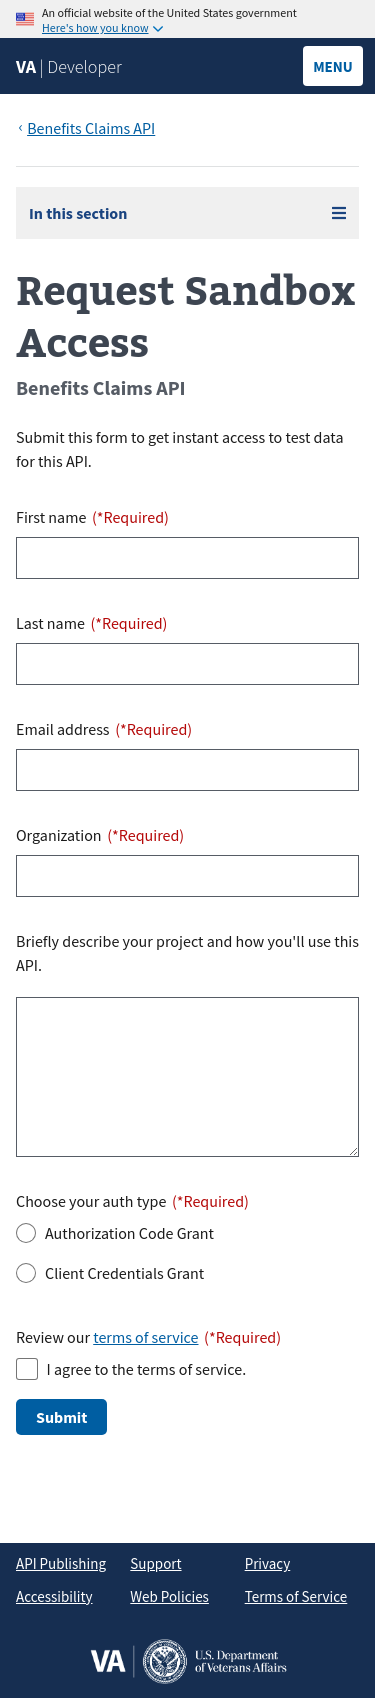 An official website of the United States government
Here's how you know
VA | Developer
MENU
‹ Benefits Claims API
In this section
Request Sandbox
Access
Benefits Claims API
Submit this form to get instant access to test data
for this API.
First name (*Required)
Last name (*Required)
Email address (*Required)
Organization (*Required)
Briefly describe your project and how you'll use this
API.
Choose your auth type (*Required)
Authorization Code Grant
Client Credentials Grant
Review our terms of service (*Required)
I agree to the terms of service.
Submit
API Publishing Support Privacy
Accessibility Web Policies Terms of Service
VA | U.S. Department
of Veterans Affairs